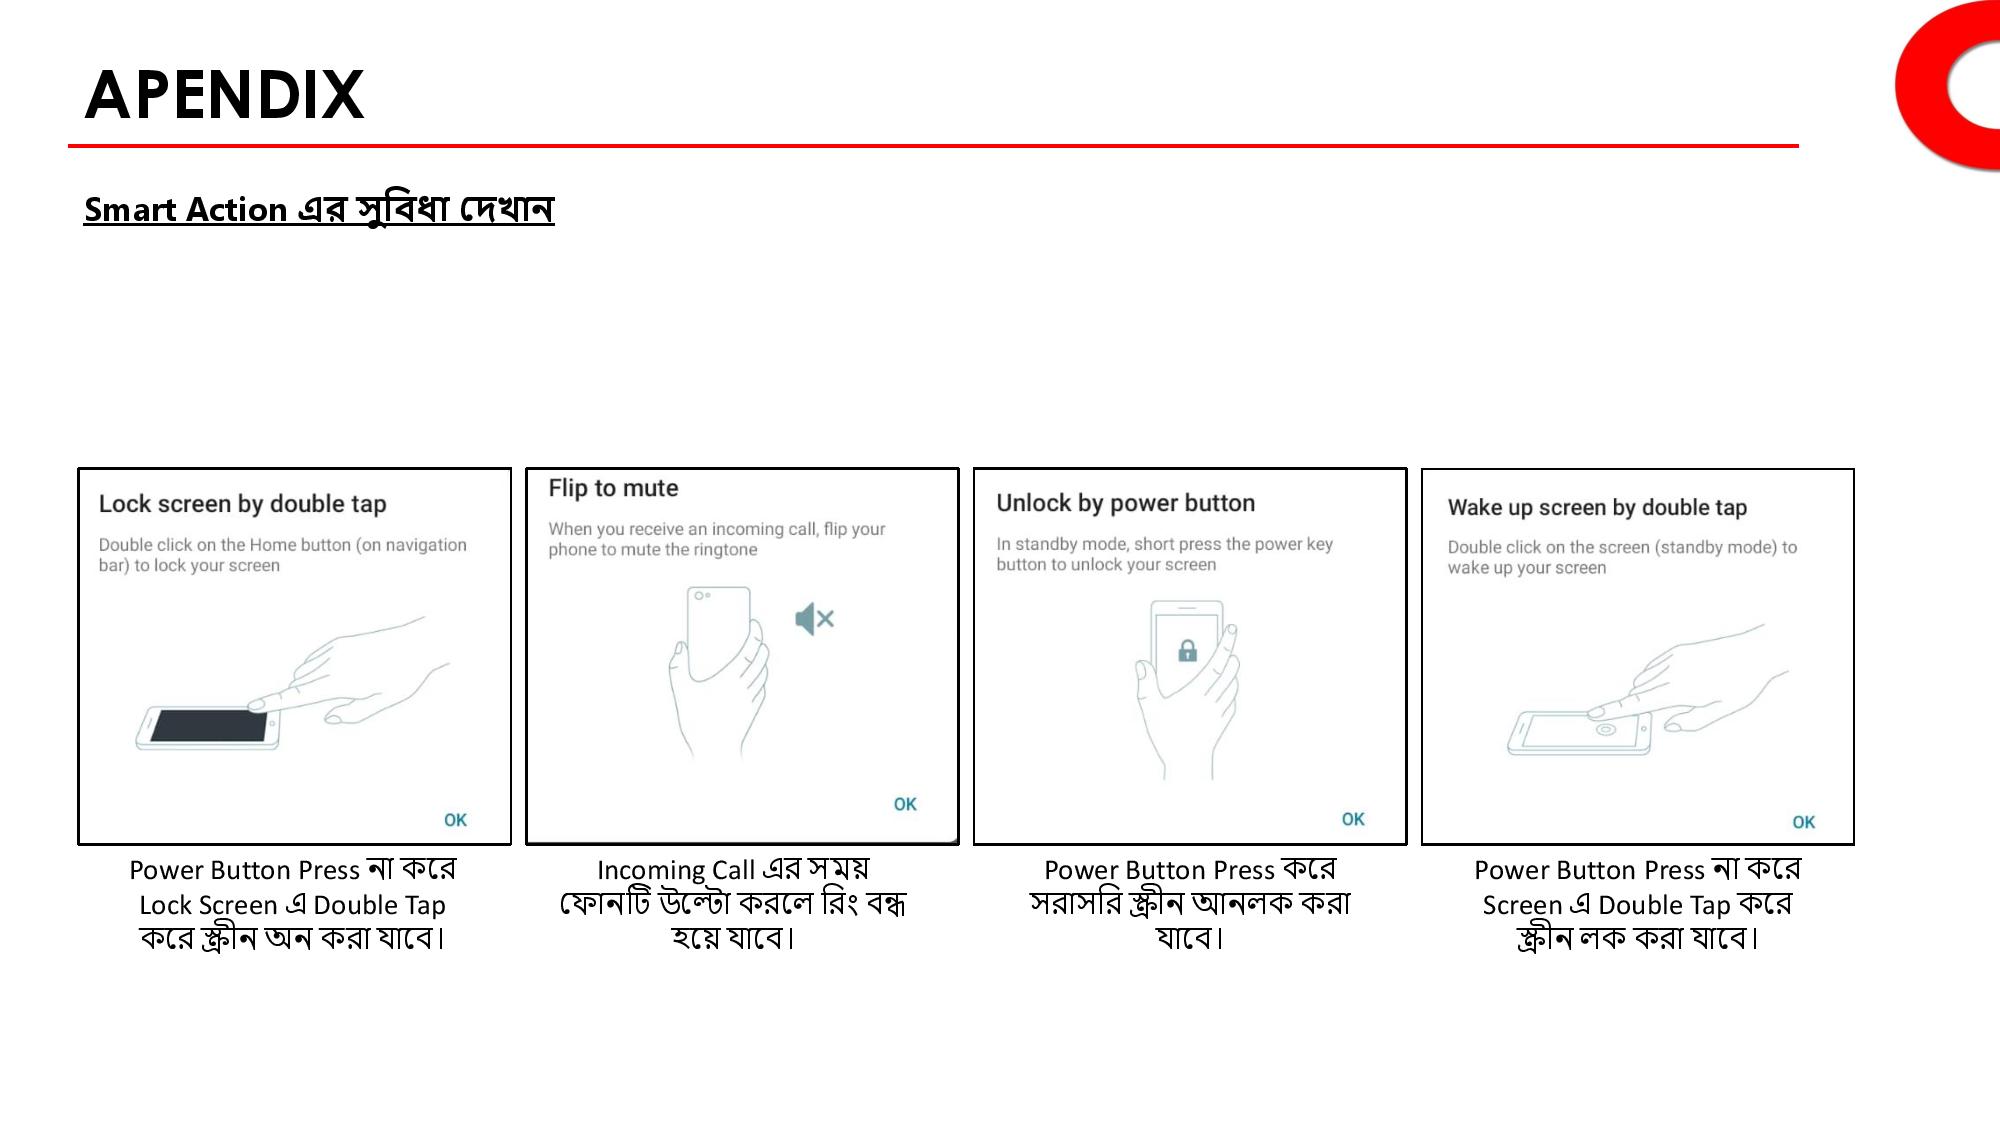 APENDIX
Smart Action এর সুবিধা দেখান
Lock screen by double tap
Double click on the Home button (on navigation
bar) to lock your screen
OK
Power Button Press না করে
Lock Screen এ Double Tap
করে স্ক্রীন অন করা যাবে।
Flip to mute
When you receive an incoming call, flip your
phone to mute the ringtone
OK
Incoming Call এর সময়
ফোনটি উল্টো করলে রিং বন্ধ
হয়ে যাবে।
Unlock by power button
In standby mode, short press the power key
button to unlock your screen
OK
Power Button Press করে
সরাসরি স্ক্রীন আনলক করা
যাবে।
Wake up screen by double tap
Double click on the screen (standby mode) to
wake up your screen
OK
Power Button Press না করে
Screen এ Double Tap করে
স্ক্রীন লক করা যাবে।